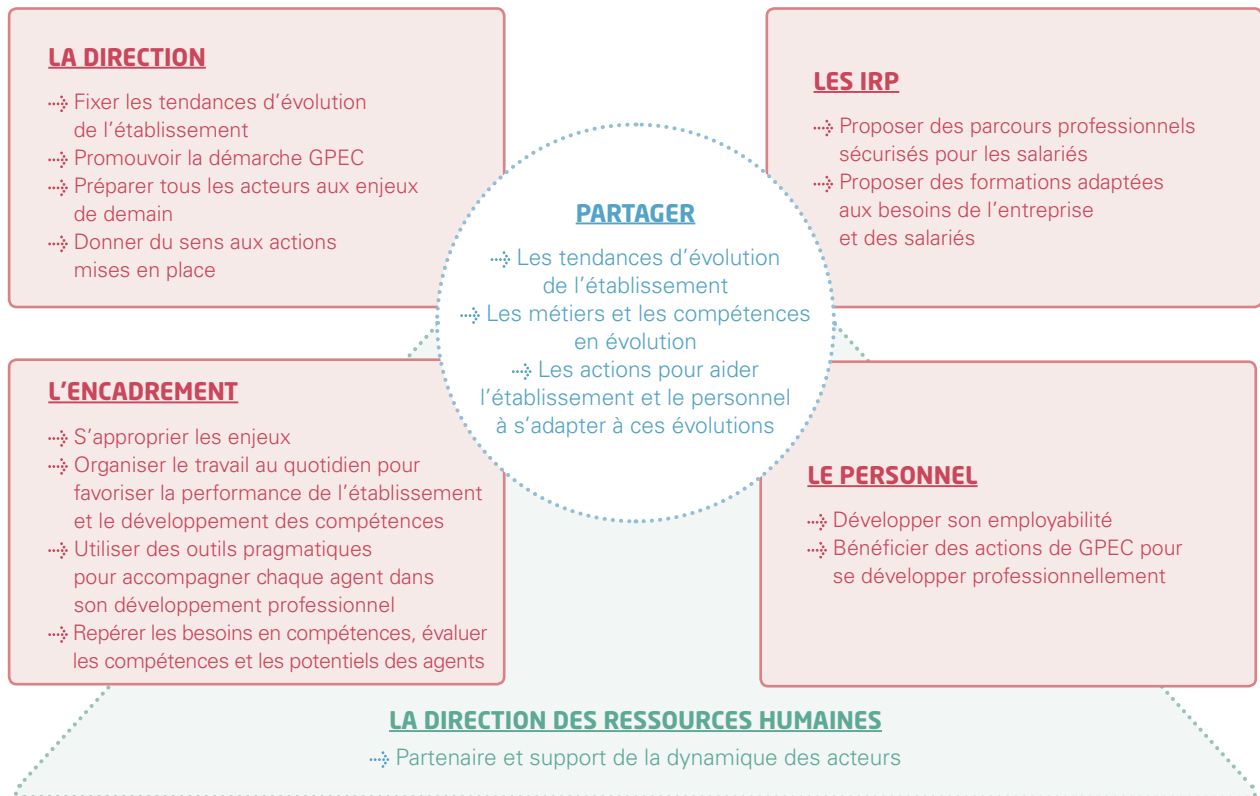 LA DIRECTION
Fixer les tendances d’évolution
de l’établissement
Promouvoir la démarche GPEC
Préparer tous les acteurs aux enjeux
de demain
Donner du sens aux actions
mises en place
LES IRP
Proposer des parcours professionnels
sécurisés pour les salariés
Proposer des formations adaptées
aux besoins de l’entreprise
et des salariés
PARTAGER
Les tendances d’évolution
de l’établissement
Les métiers et les compétences
en évolution
Les actions pour aider
l’établissement et le personnel
à s’adapter à ces évolutions
L’ENCADREMENT
S’approprier les enjeux
Organiser le travail au quotidien pour
favoriser la performance de l’établissement
et le développement des compétences
Utiliser des outils pragmatiques
pour accompagner chaque agent dans
son développement professionnel
Repérer les besoins en compétences, évaluer
les compétences et les potentiels des agents
LE PERSONNEL
Développer son employabilité
Bénéficier des actions de GPEC pour
se développer professionnellement
LA DIRECTION DES RESSOURCES HUMAINES
Partenaire et support de la dynamique des acteurs